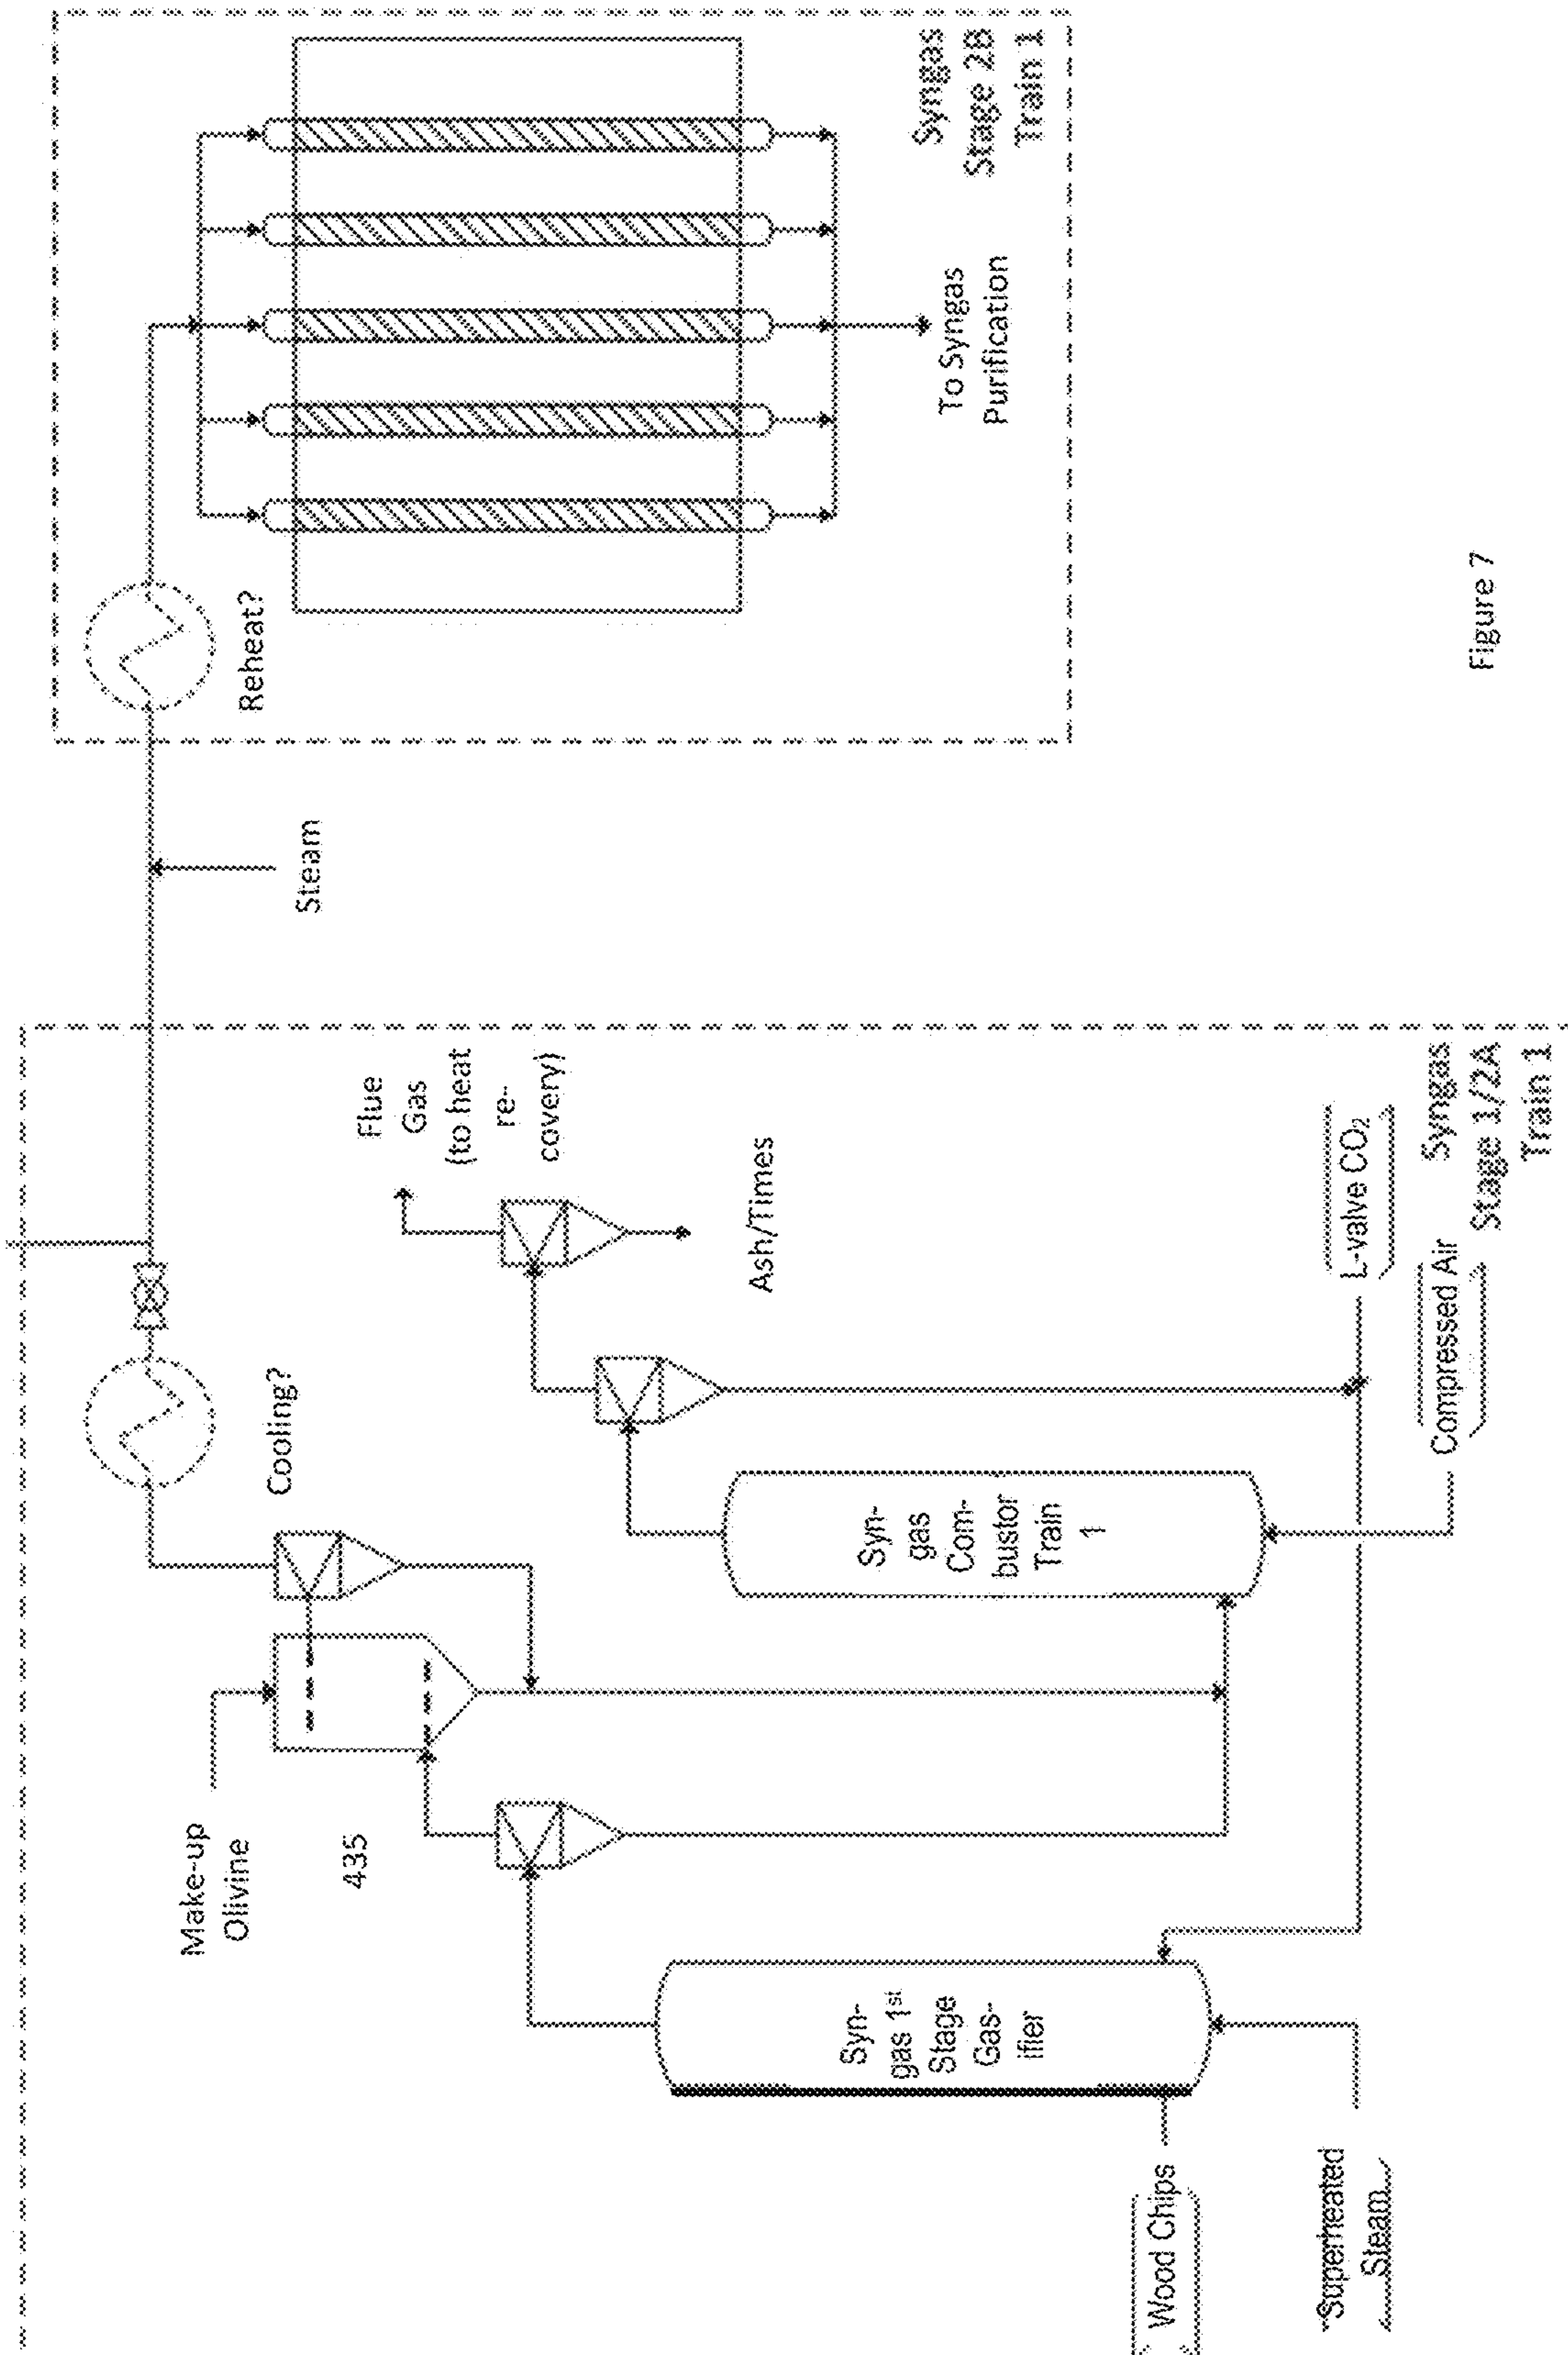 Make-up
Olivine
435
Cooling?
Flue
Gas
(to heat
re-
covery)
Ash/Times
Steam
Reheat?
Syn-
gas 1st
Stage
Gas-
ifier
Syn-
gas
Com-
bustor
Train
1
Wood Chips
Superheated
Steam
L-valve CO₂
Compressed Air
Syngas
Stage 1/2A
Train 1
To Syngas
Purification
Syngas
Stage 2B
Train 1
Figure 7